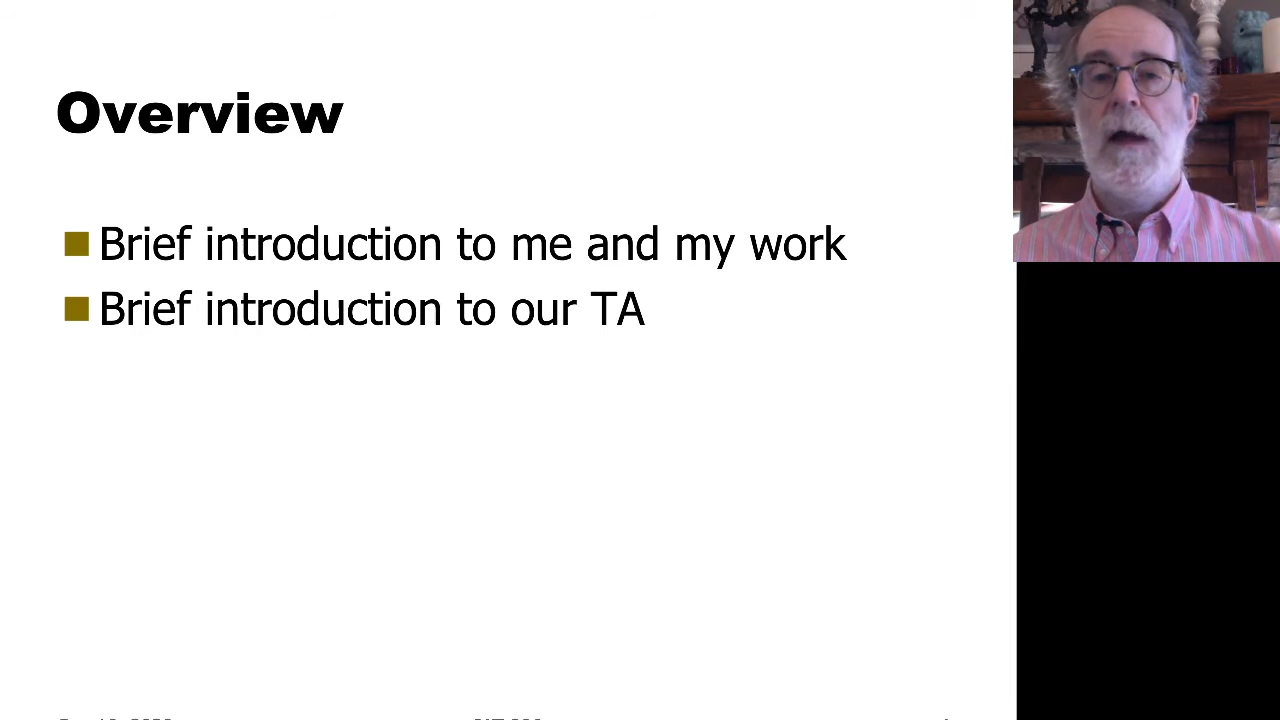 Overview
Brief introduction to me and my work
Brief introduction to our TA